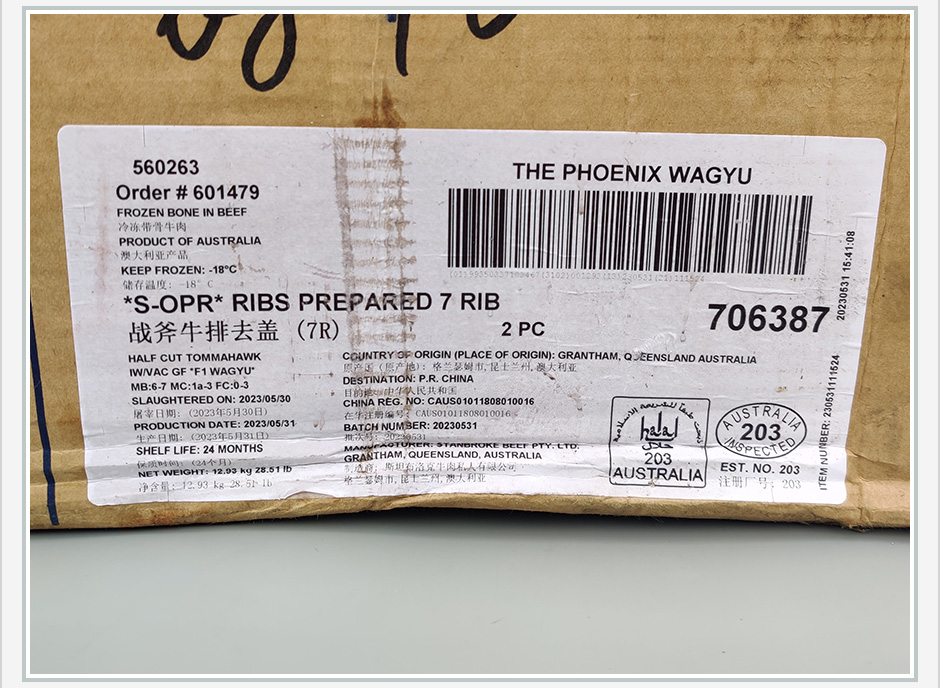 560263
Order # 601479
FROZEN BONE IN BEEF
冷冻带骨牛肉
PRODUCT OF AUSTRALIA
澳大利亚产品
KEEP FROZEN: -18°C
储存温度: -18° C
THE PHOENIX WAGYU
*S-OPR* RIBS PREPARED 7 RIB
战斧牛排去盖 (7R)
2 PC
706387
HALF CUT TOMMAHAWK
IW/VAC GF *F1 WAGYU*
MB:6-7 MC:1a-3 FC:0-3
SLAUGHTERED ON: 2023/05/30
屠宰日期: (2023年5月30日)
PRODUCTION DATE: 2023/05/31
生产日期: (2023年5月31日)
SHELF LIFE: 24 MONTHS
保质时间: (24个月)
NET WEIGHT: 12.93 kg 28.51 lb
净含量: 12.93 kg 28.51 lb
COUNTRY OF ORIGIN (PLACE OF ORIGIN): GRANTHAM, QUEENSLAND AUSTRALIA
原产国 (原产地): 格兰瑟姆市,昆士兰州,澳大利亚
DESTINATION: P.R. CHINA
目的地: 中华人民共和国
CHINA REG. NO: CAUS01011808010016
在华注册编号: CAUS01011808010016
BATCH NUMBER: 20230531
批次号: 20230531
MANUFACTURER: STANBROKE BEEF PTY. LTD.
GRANTHAM, QUEENSLAND, AUSTRALIA
制造商: 斯坦布洛克牛肉私人有限公司
格兰瑟姆市,昆士兰州,澳大利亚
halal
حلال
203
AUSTRALIA
AUSTRALIA
203
INSPECTED
EST. NO. 203
注册厂号: 203
20230531 15:41:08
ITEM NUMBER: 230531111524